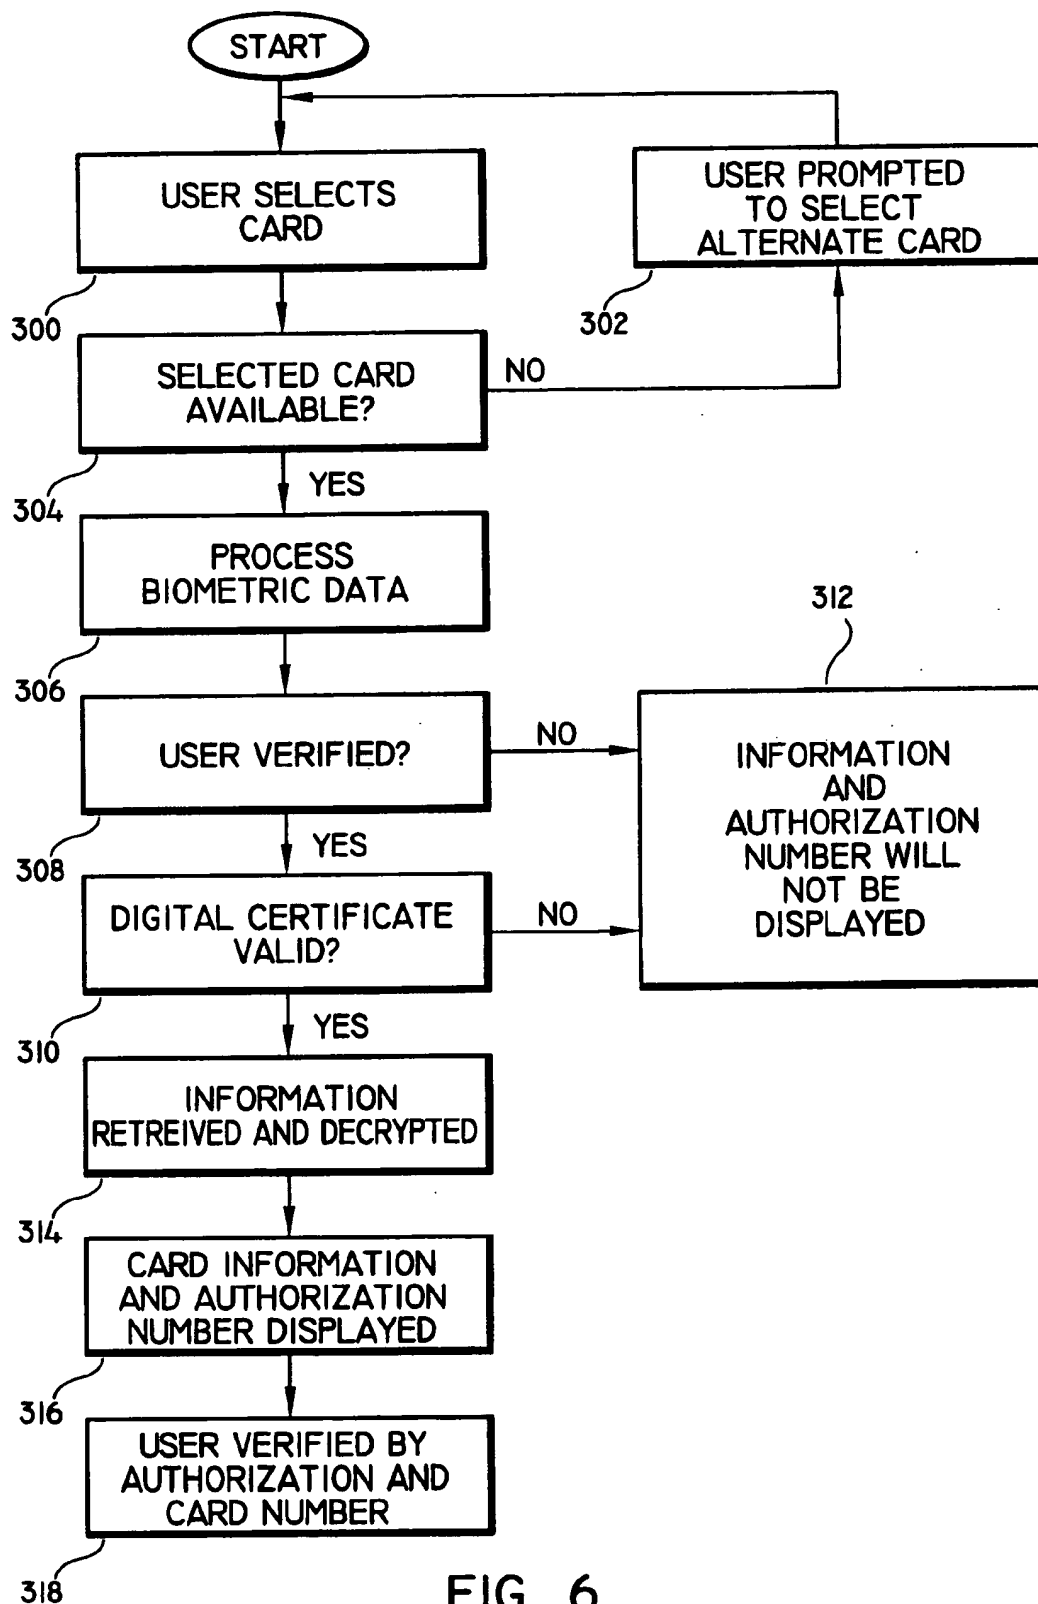 START
USER SELECTS
CARD
300
USER PROMPTED
TO SELECT
ALTERNATE CARD
302
SELECTED CARD
AVAILABLE?
NO
304
YES
PROCESS
BIOMETRIC DATA
306
312
USER VERIFIED?
NO
308
YES
INFORMATION
AND
AUTHORIZATION
NUMBER WILL
NOT BE
DISPLAYED
DIGITAL CERTIFICATE
VALID?
NO
310
YES
INFORMATION
RETREIVED AND DECRYPTED
314
CARD INFORMATION
AND AUTHORIZATION
NUMBER DISPLAYED
316
USER VERIFIED BY
AUTHORIZATION AND
CARD NUMBER
318
FIG. 6